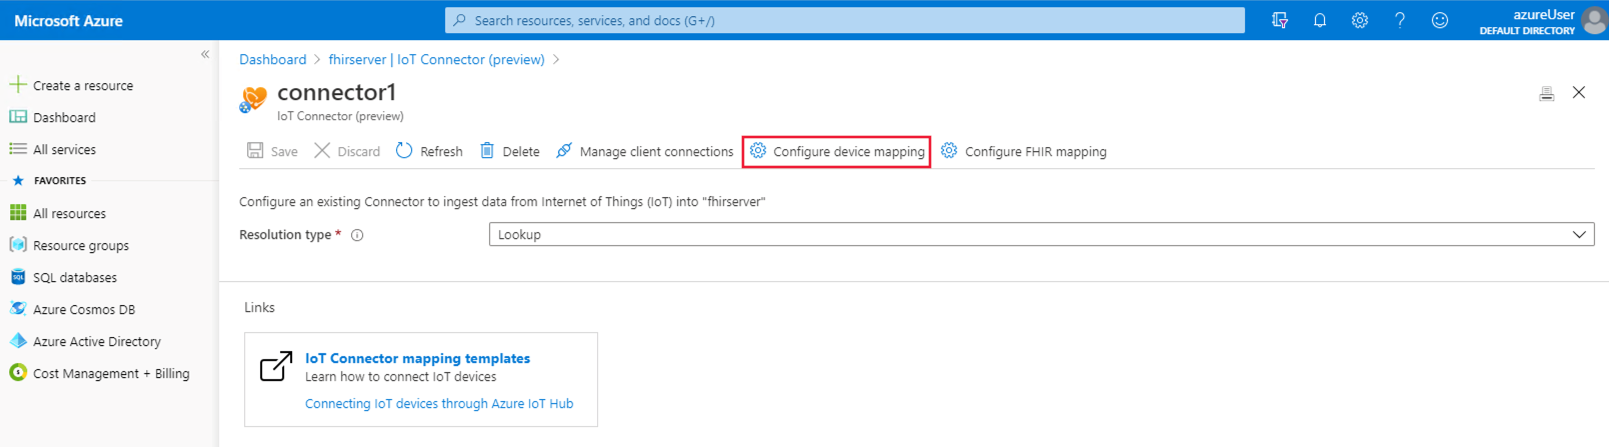 Microsoft Azure
Search resources, services, and docs (G+/)
azureUser
DEFAULT DIRECTORY
Create a resource
Dashboard
All services
FAVORITES
All resources
Resource groups
SQL databases
Azure Cosmos DB
Azure Active Directory
Cost Management + Billing
Dashboard > fhirserver | IoT Connector (preview) >
connector1
IoT Connector (preview)
Save Discard Refresh Delete Manage client connections Configure device mapping Configure FHIR mapping
Configure an existing Connector to ingest data from Internet of Things (IoT) into "fhirserver"
Resolution type * Lookup
Links
IoT Connector mapping templates
Learn how to connect IoT devices
Connecting IoT devices through Azure IoT Hub